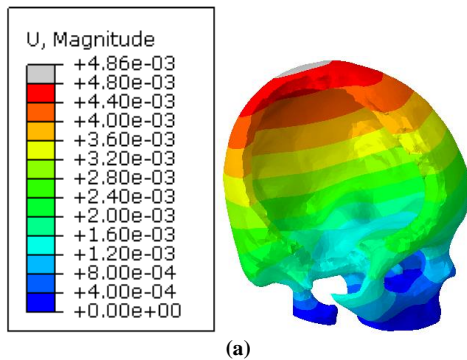 U, Magnitude
+4.86e-03
+4.80e-03
+4.40e-03
+4.00e-03
+3.60e-03
+3.20e-03
+2.80e-03
+2.40e-03
+2.00e-03
+1.60e-03
+1.20e-03
+8.00e-04
+4.00e-04
+0.00e+00
(a)